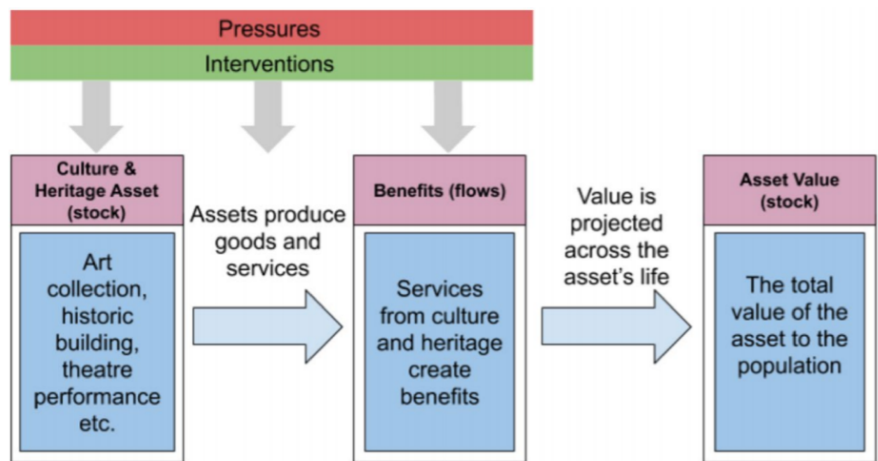 Pressures
Interventions
Culture &
Heritage Asset
(stock)
Art
collection,
historic
building,
theatre
performance
etc.
Assets produce
goods and
services
Benefits (flows)
Services
from culture
and heritage
create
benefits
Value is
projected
across the
asset's life
Asset Value
(stock)
The total
value of the
asset to the
population